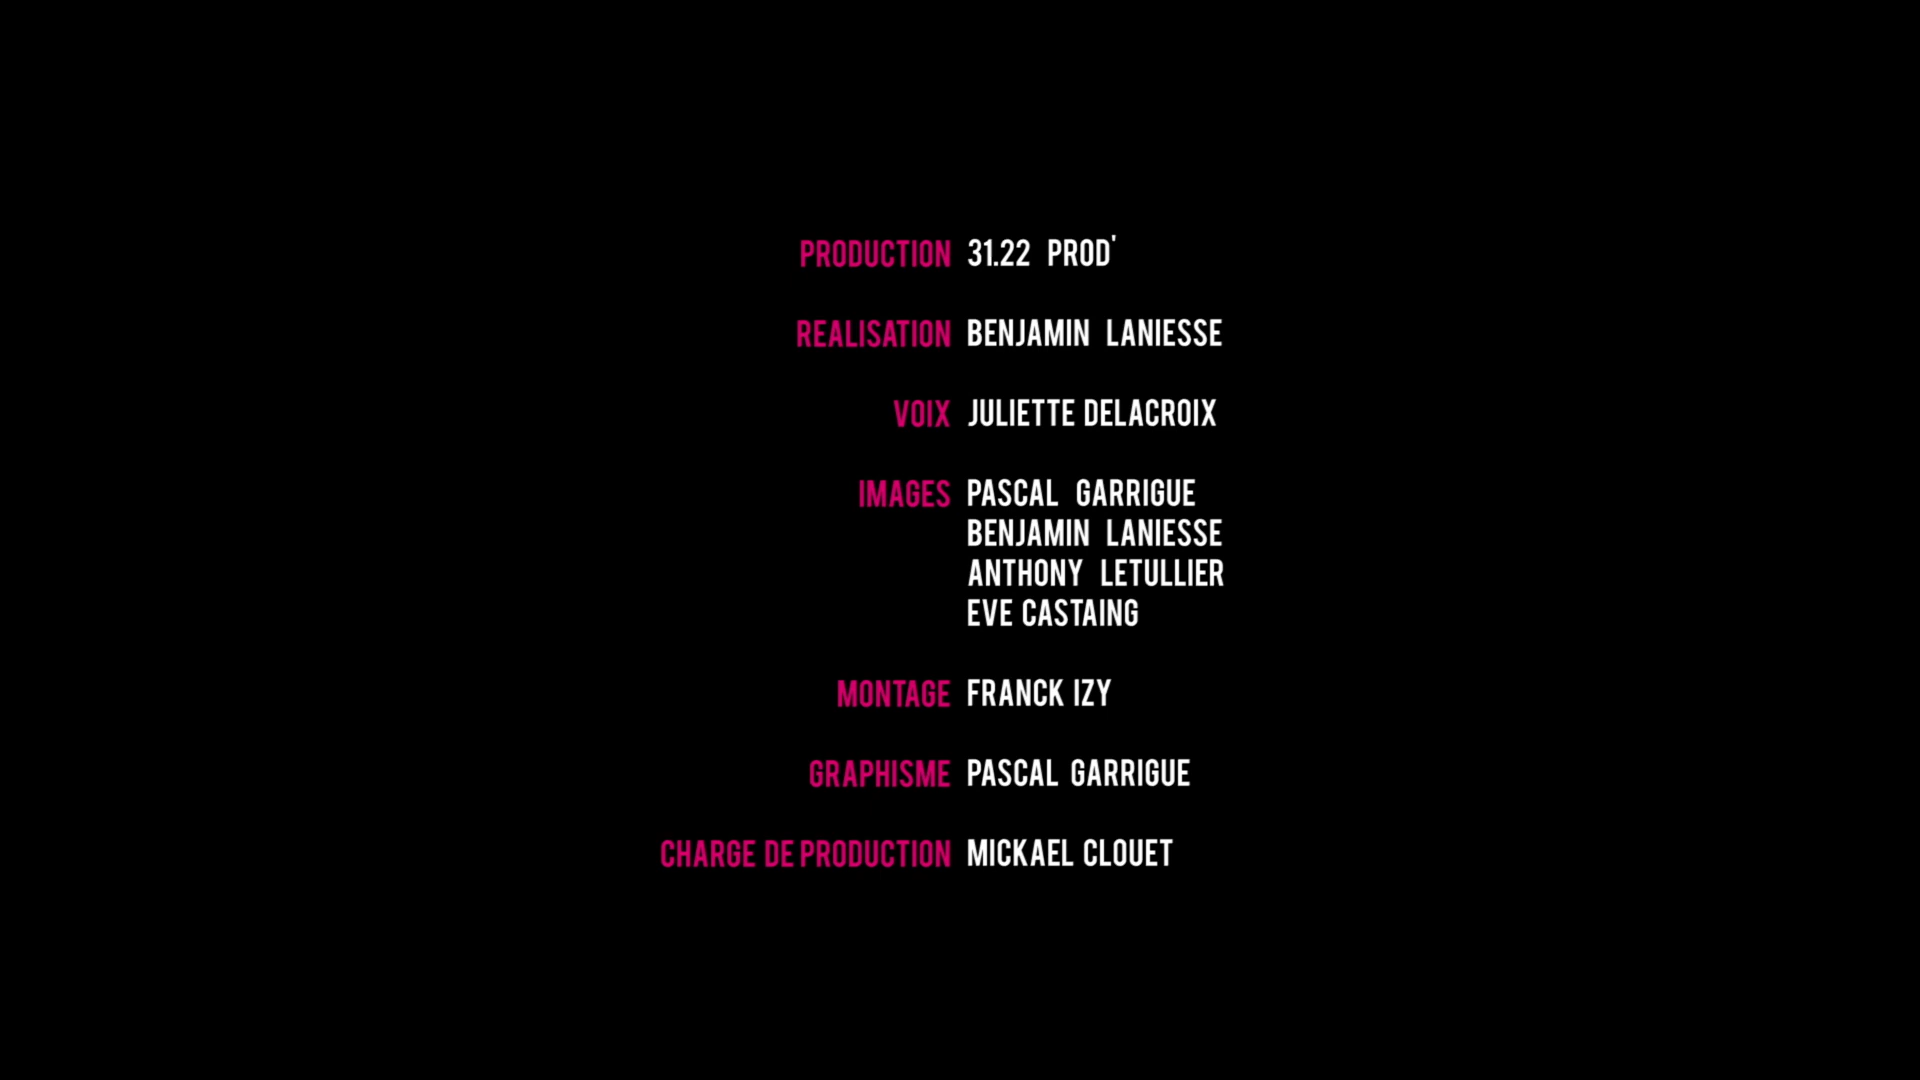 PRODUCTION 31.22 PROD'
REALISATION BENJAMIN LANIESSE
VOIX JULIETTE DELACROIX
IMAGES PASCAL GARRIGUE
BENJAMIN LANIESSE
ANTHONY LETULLIER
EVE CASTAING
MONTAGE FRANCK IZY
GRAPHISME PASCAL GARRIGUE
CHARGE DE PRODUCTION MICKAEL CLOUET